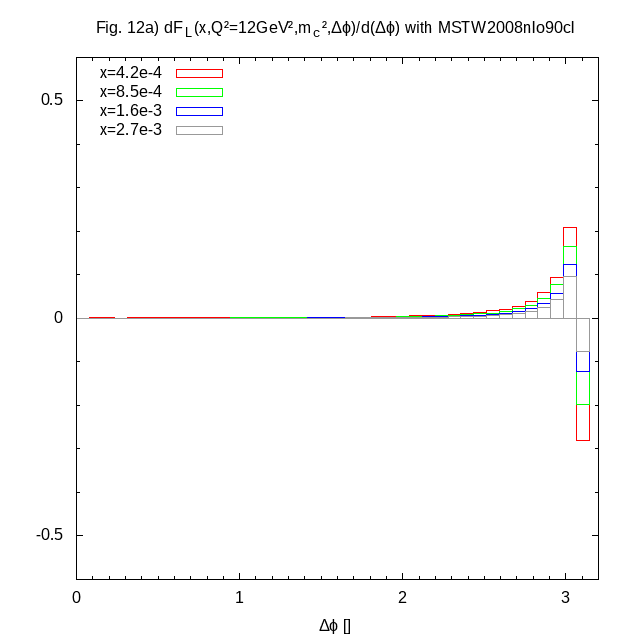 Fig. 12a) dF_L(x,Q²=12GeV²,m_c²,Δϕ)/d(Δϕ) with MSTW2008nlo90cl
x=4.2e-4
x=8.5e-4
x=1.6e-3
x=2.7e-3
0.5
0
-0.5
0 1 2 3
Δϕ []